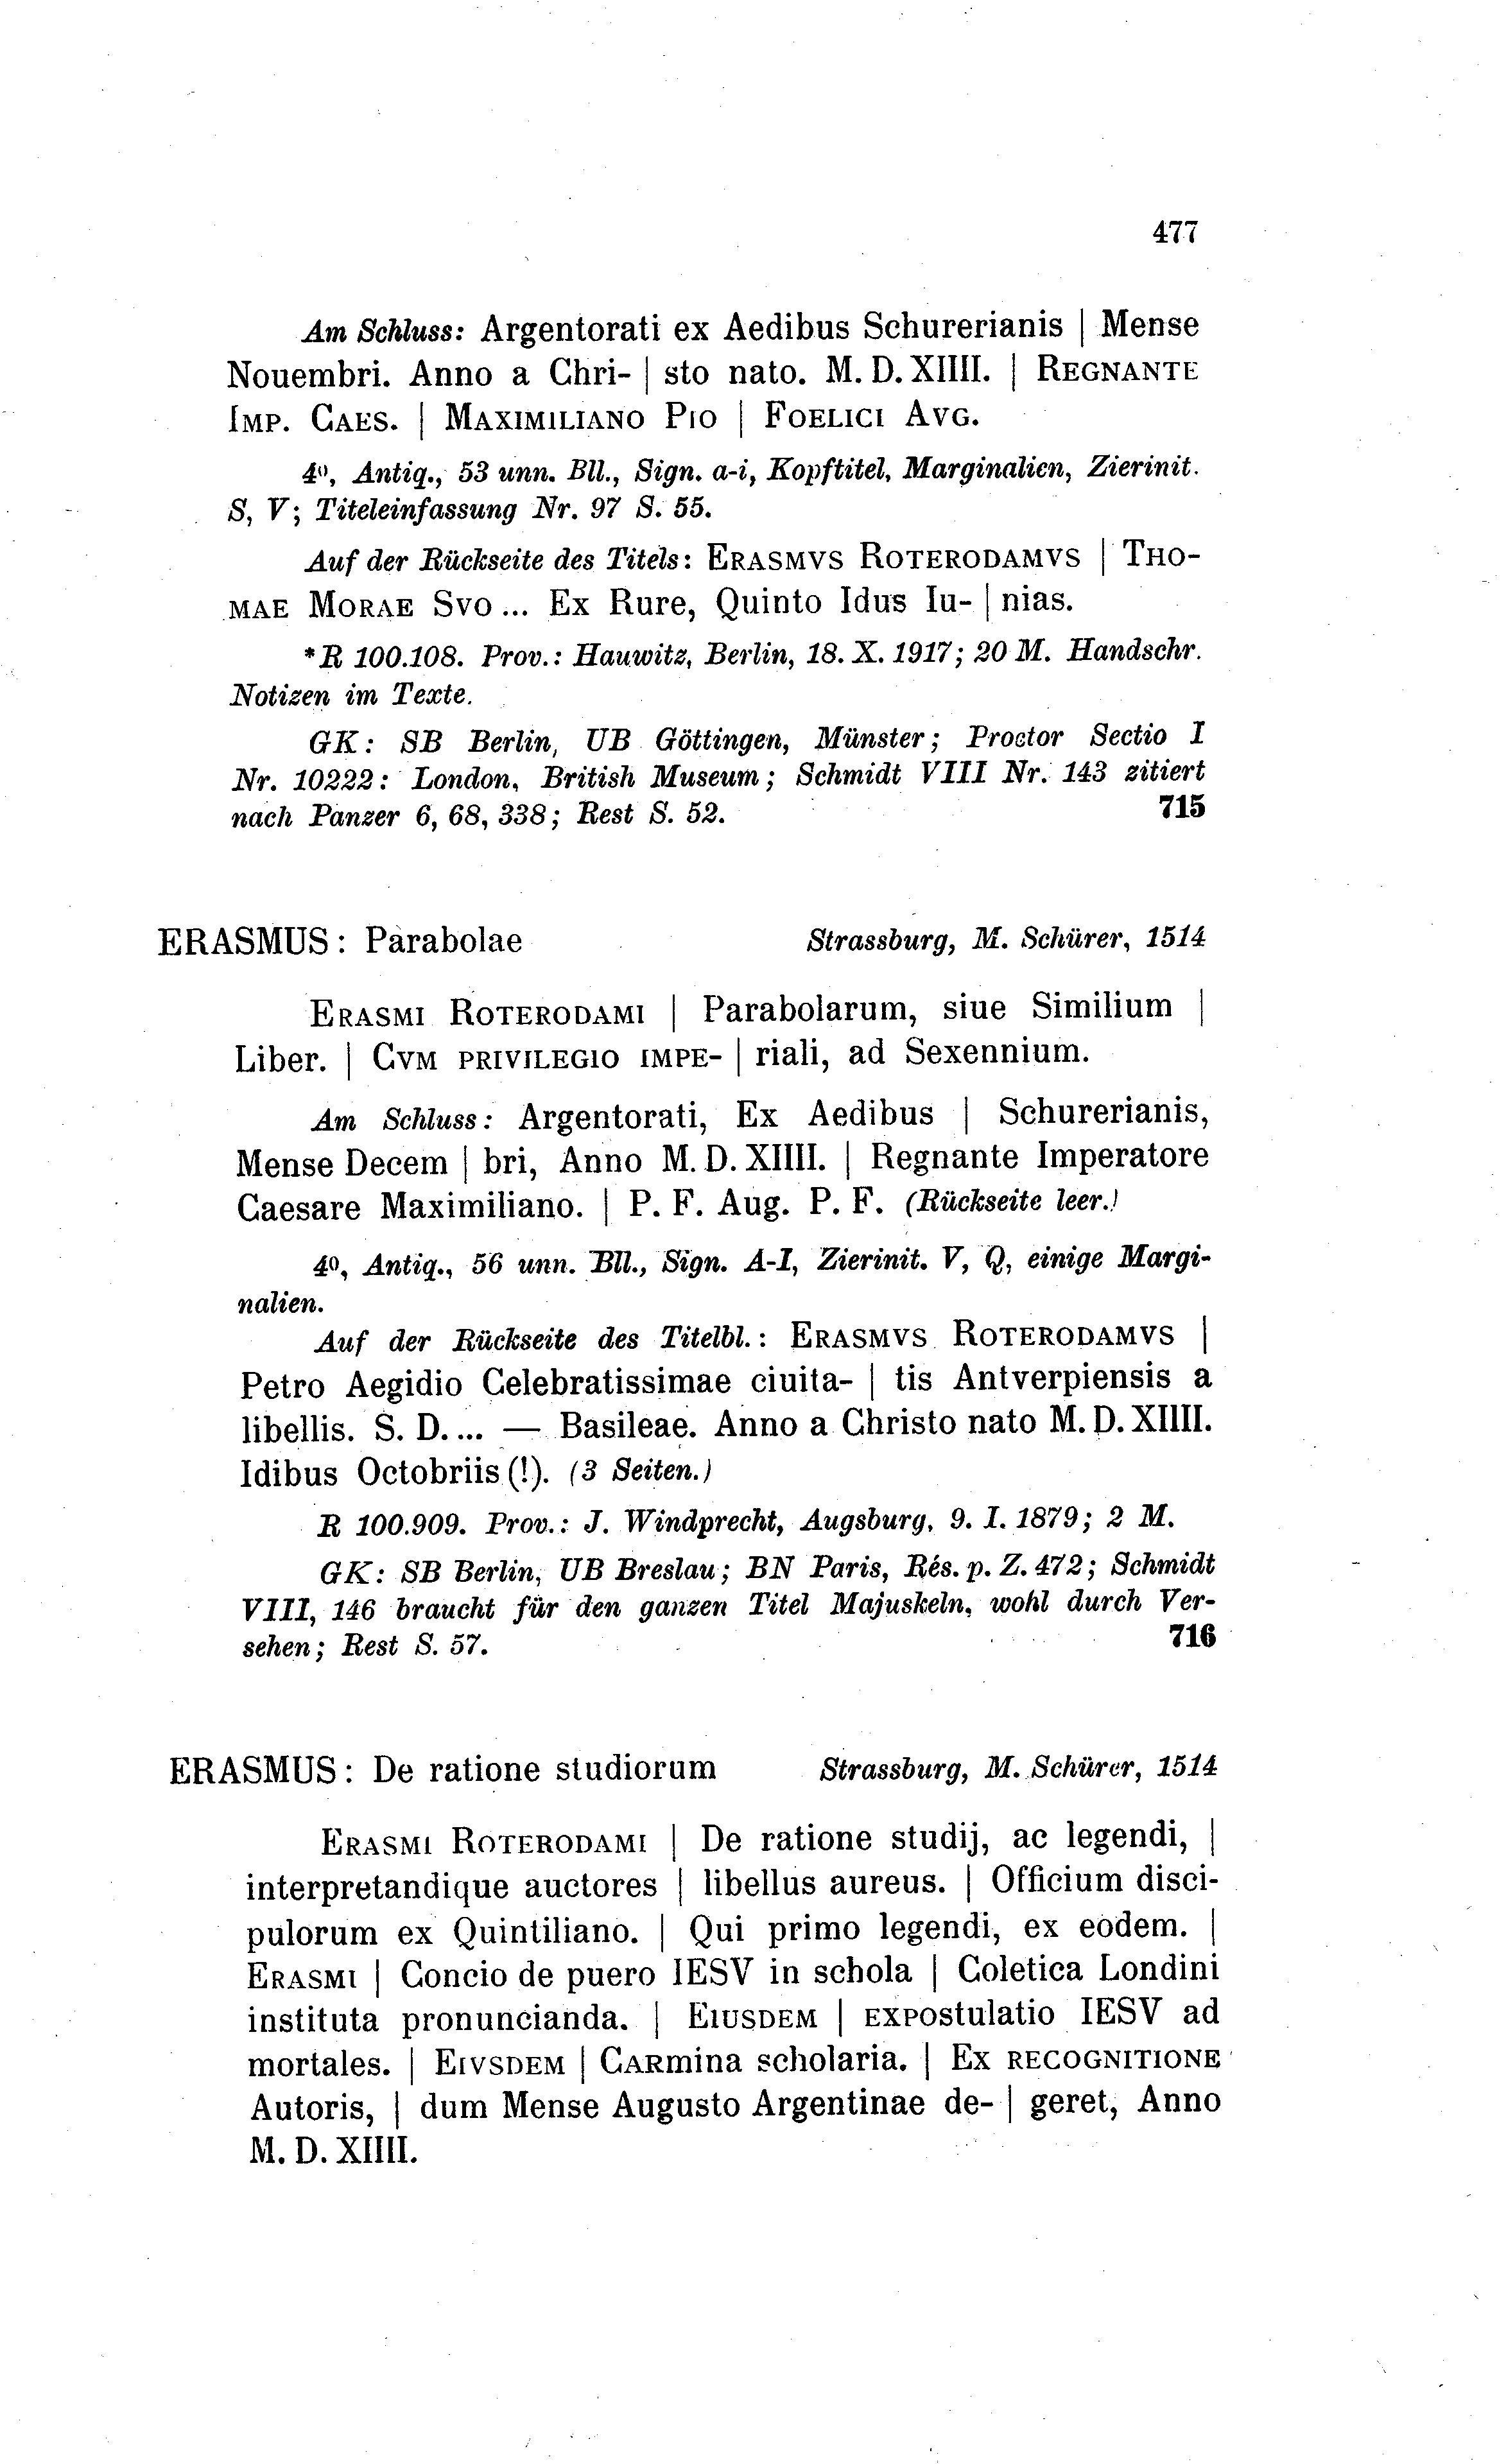 477
Am Schluss: Argentorati ex Aedibus Schurerianis | Mense
Nouembri. Anno a Chri- | sto nato. M. D. XIIII. | REGNANTE
IMP. CAES. | MAXIMILIANO PIO | FOELICI AVG.
4º, Antiq., 53 unn. Bll., Sign. a-i, Kopftitel, Marginalien, Zierinit.
S, V; Titeleinfassung Nr. 97 S. 55.
Auf der Rückseite des Titels: ERASMVS ROTERODAMVS | THO-
MAE MORAE SVO ... Ex Rure, Quinto Idus Iu- | nias.
*R 100.108. Prov.: Hauwitz, Berlin, 18. X. 1917; 20 M. Handschr.
Notizen im Texte.
GK: SB Berlin, UB Göttingen, Münster; Proctor Sectio I
Nr. 10222: London, British Museum; Schmidt VIII Nr. 143 zitiert
nach Panzer 6, 68, 338; Rest S. 52. 715
ERASMUS: Parabolae Strassburg, M. Schürer, 1514
ERASMI ROTERODAMI | Parabolarum, siue Similium |
Liber. | CVM PRIVILEGIO IMPE- | riali, ad Sexennium.
Am Schluss: Argentorati, Ex Aedibus | Schurerianis,
Mense Decem | bri, Anno M. D. XIIII. | Regnante Imperatore
Caesare Maximiliano. | P. F. Aug. P. F. (Rückseite leer.)
4º, Antiq., 56 unn. Bll., Sign. A-I, Zierinit. V, Q, einige Margi-
nalien.
Auf der Rückseite des Titelbl.: ERASMVS ROTERODAMVS |
Petro Aegidio Celebratissimae ciuita- | tis Antverpiensis a
libellis. S. D. ... — Basileae. Anno a Christo nato M. D. XIIII.
Idibus Octobriis (!). (3 Seiten.)
R 100.909. Prov.: J. Windprecht, Augsburg, 9. I. 1879; 2 M.
GK: SB Berlin, UB Breslau; BN Paris, Rés. p. Z. 472; Schmidt
VIII, 146 braucht für den ganzen Titel Majuskeln, wohl durch Ver-
sehen; Rest S. 57. 716
ERASMUS: De ratione studiorum Strassburg, M. Schürer, 1514
ERASMI ROTERODAMI | De ratione studij, ac legendi, |
interpretandique auctores | libellus aureus. | Officium disci-
pulorum ex Quintiliano. | Qui primo legendi, ex eodem. |
ERASMI | Concio de puero IESV in schola | Coletica Londini
instituta pronuncianda. | EIUSDEM | EXPostulatio IESV ad
mortales. | EIVSDEM | CARmina scholaria. | Ex RECOGNITIONE
Autoris, | dum Mense Augusto Argentinae de- | geret, Anno
M. D. XIIII.